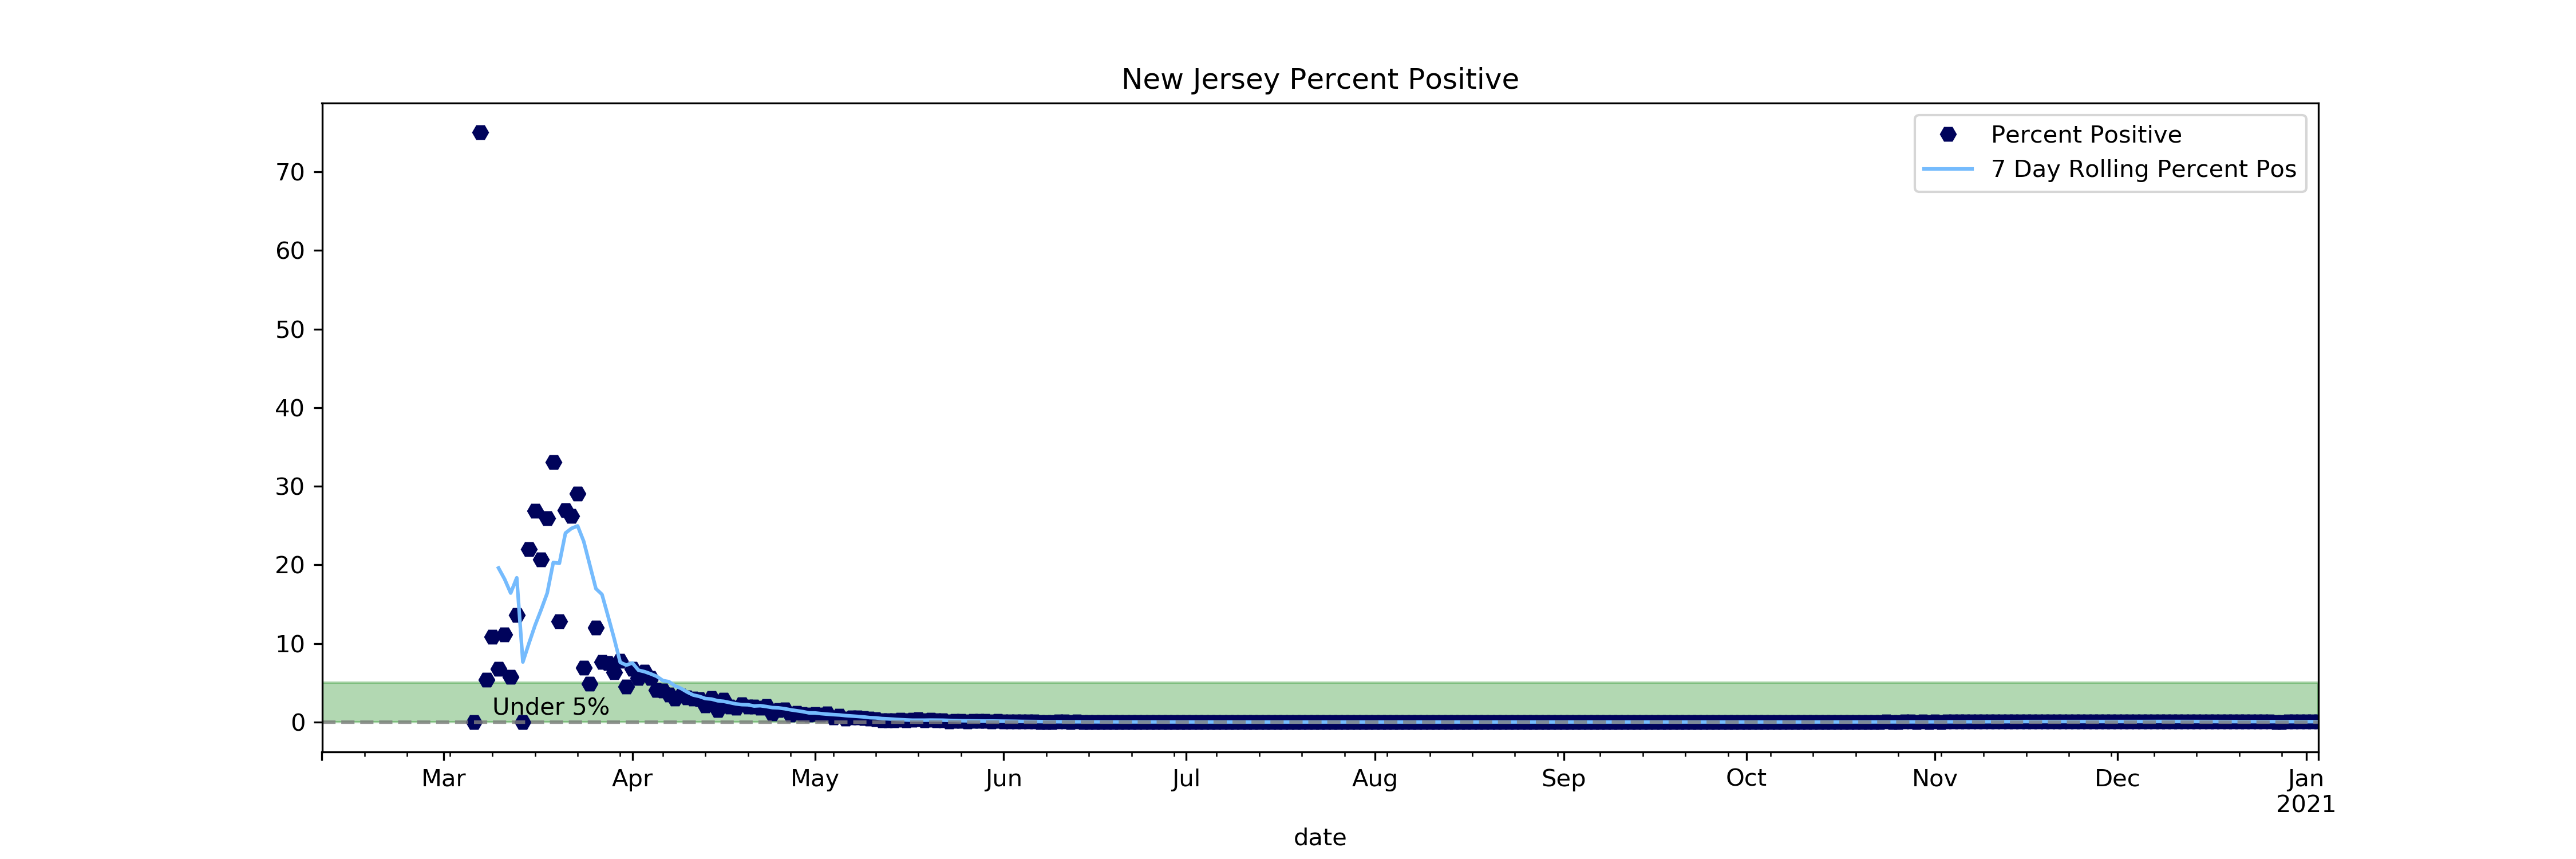 New Jersey Percent Positive
Percent Positive
7 Day Rolling Percent Pos
70
60
50
40
30
20
10
0
Under 5%
Mar Apr May Jun Jul Aug Sep Oct Nov Dec Jan
2021
date